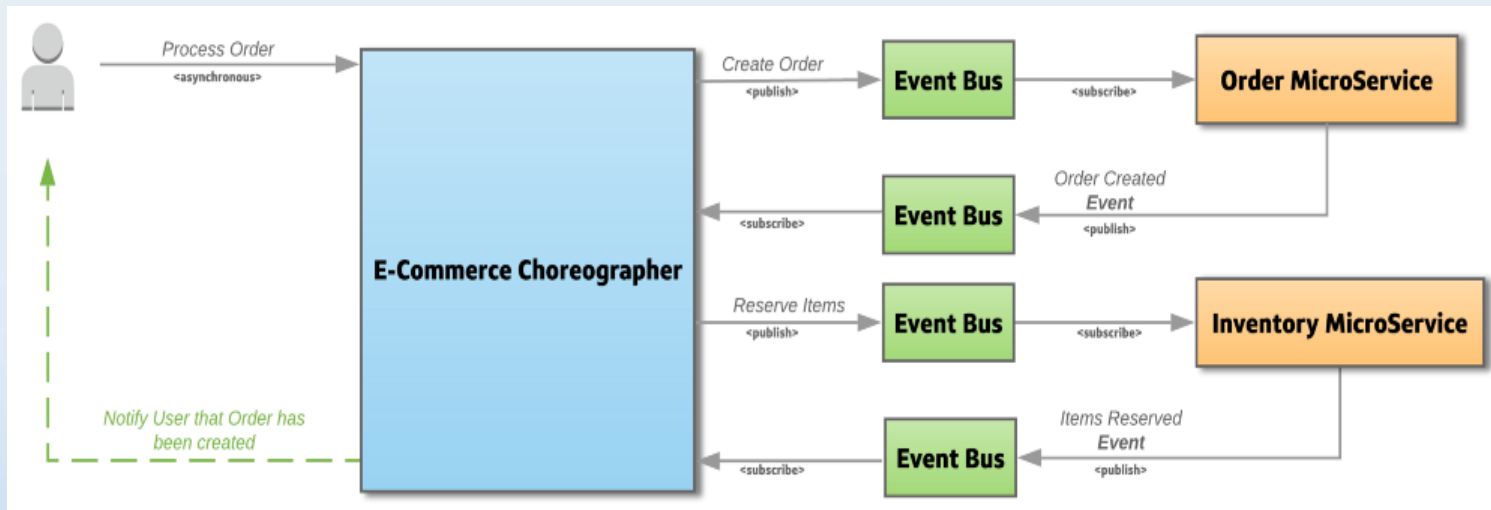 Process Order
<asynchronous>
Create Order
<publish>
Event Bus
<subscribe>
Order MicroService
Order Created
Event
<publish>
Event Bus
<subscribe>
E-Commerce Choreographer
Reserve Items
<publish>
Event Bus
<subscribe>
Inventory MicroService
Items Reserved
Event
<publish>
Event Bus
<subscribe>
Notify User that Order has
been created